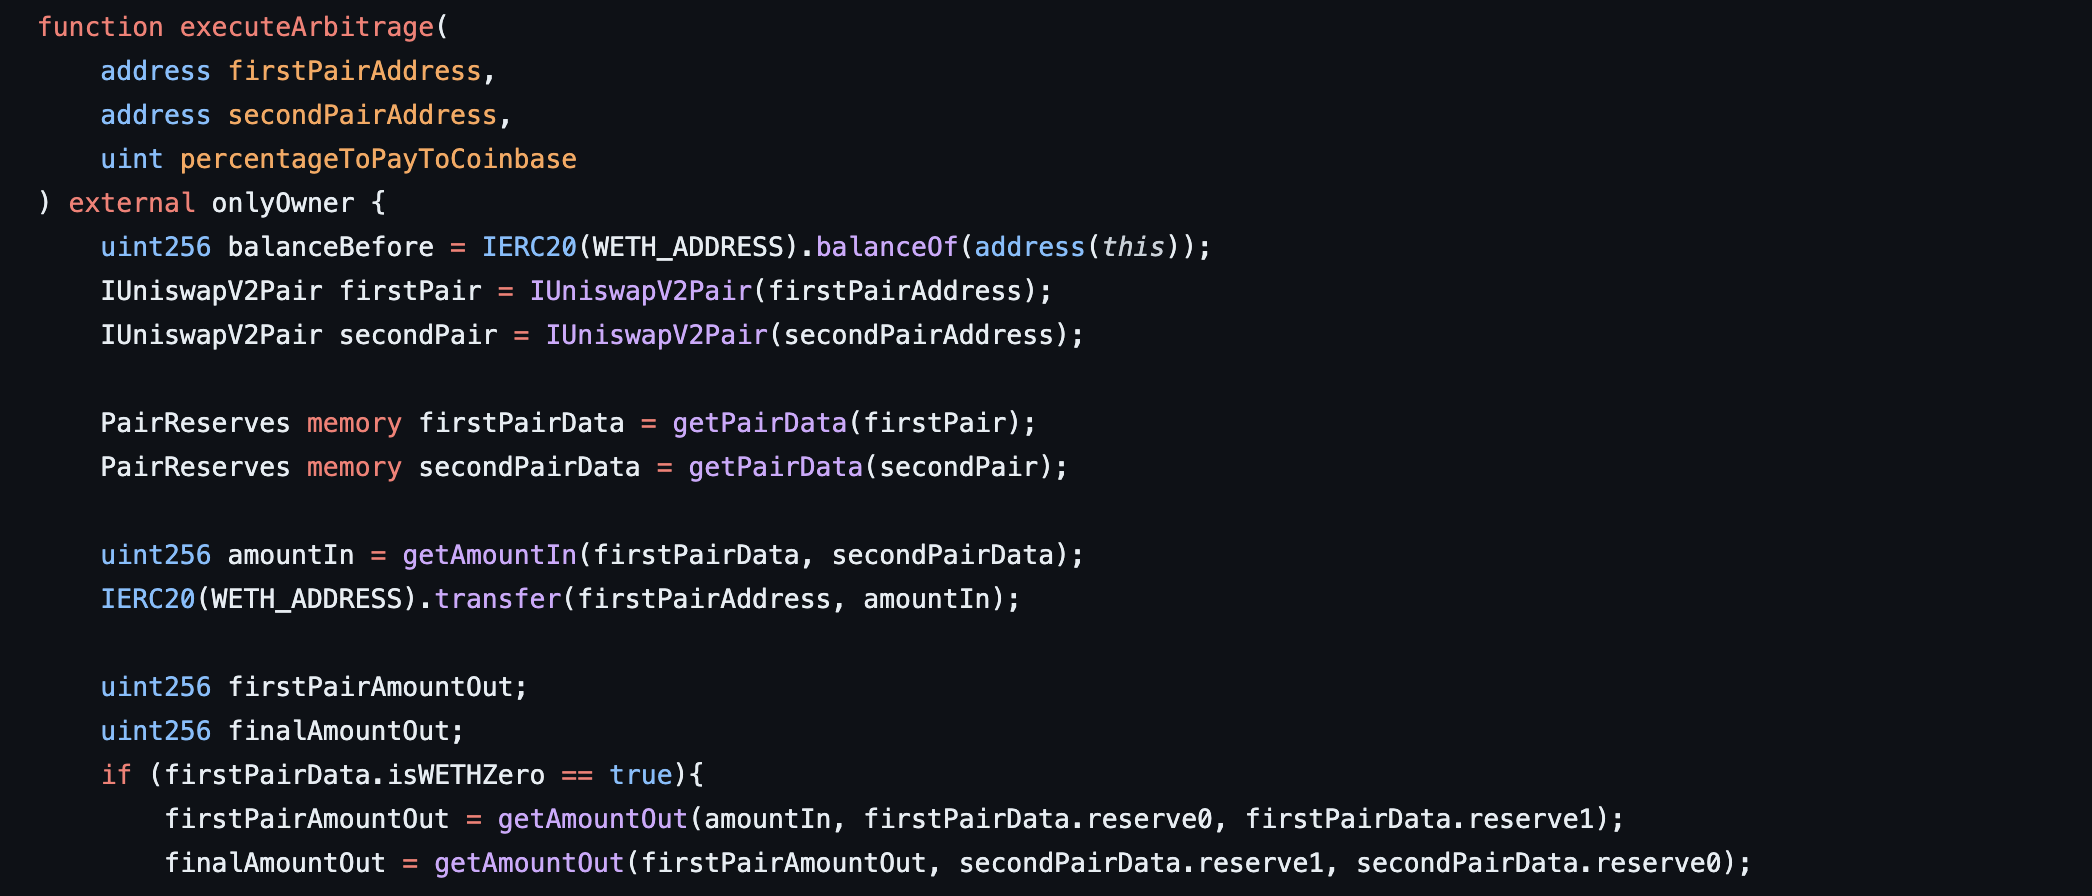 function executeArbitrage(
    address firstPairAddress,
    address secondPairAddress,
    uint percentageToPayToCoinbase
) external onlyOwner {
    uint256 balanceBefore = IERC20(WETH_ADDRESS).balanceOf(address(this));
    IUniswapV2Pair firstPair = IUniswapV2Pair(firstPairAddress);
    IUniswapV2Pair secondPair = IUniswapV2Pair(secondPairAddress);

    PairReserves memory firstPairData = getPairData(firstPair);
    PairReserves memory secondPairData = getPairData(secondPair);

    uint256 amountIn = getAmountIn(firstPairData, secondPairData);
    IERC20(WETH_ADDRESS).transfer(firstPairAddress, amountIn);

    uint256 firstPairAmountOut;
    uint256 finalAmountOut;
    if (firstPairData.isWETHZero == true){
        firstPairAmountOut = getAmountOut(amountIn, firstPairData.reserve0, firstPairData.reserve1);
        finalAmountOut = getAmountOut(firstPairAmountOut, secondPairData.reserve1, secondPairData.reserve0);